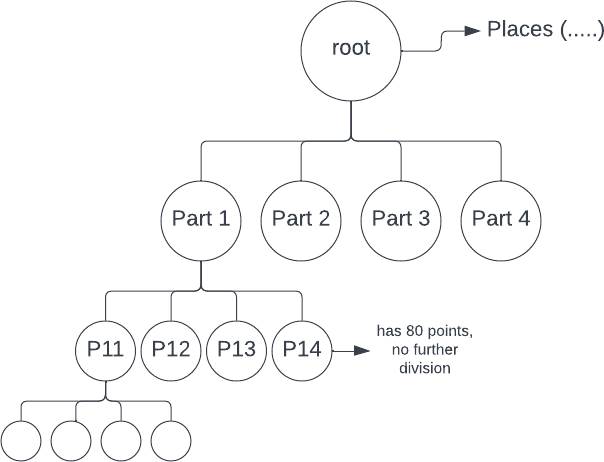 root
Places (.....)
Part 1
Part 2
Part 3
Part 4
P11
P12
P13
P14
has 80 points,
no further
division